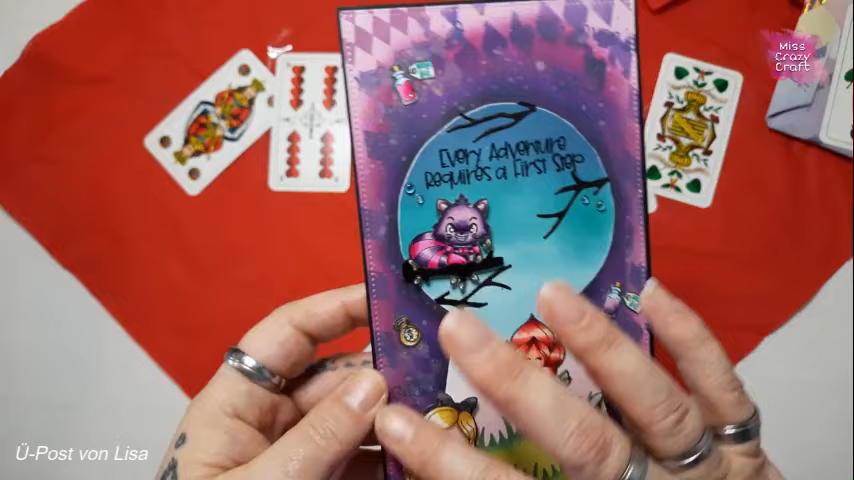 Miss
Crazy
Craft
Every Adventure
Requires a First Step
Ü-Post von Lisa